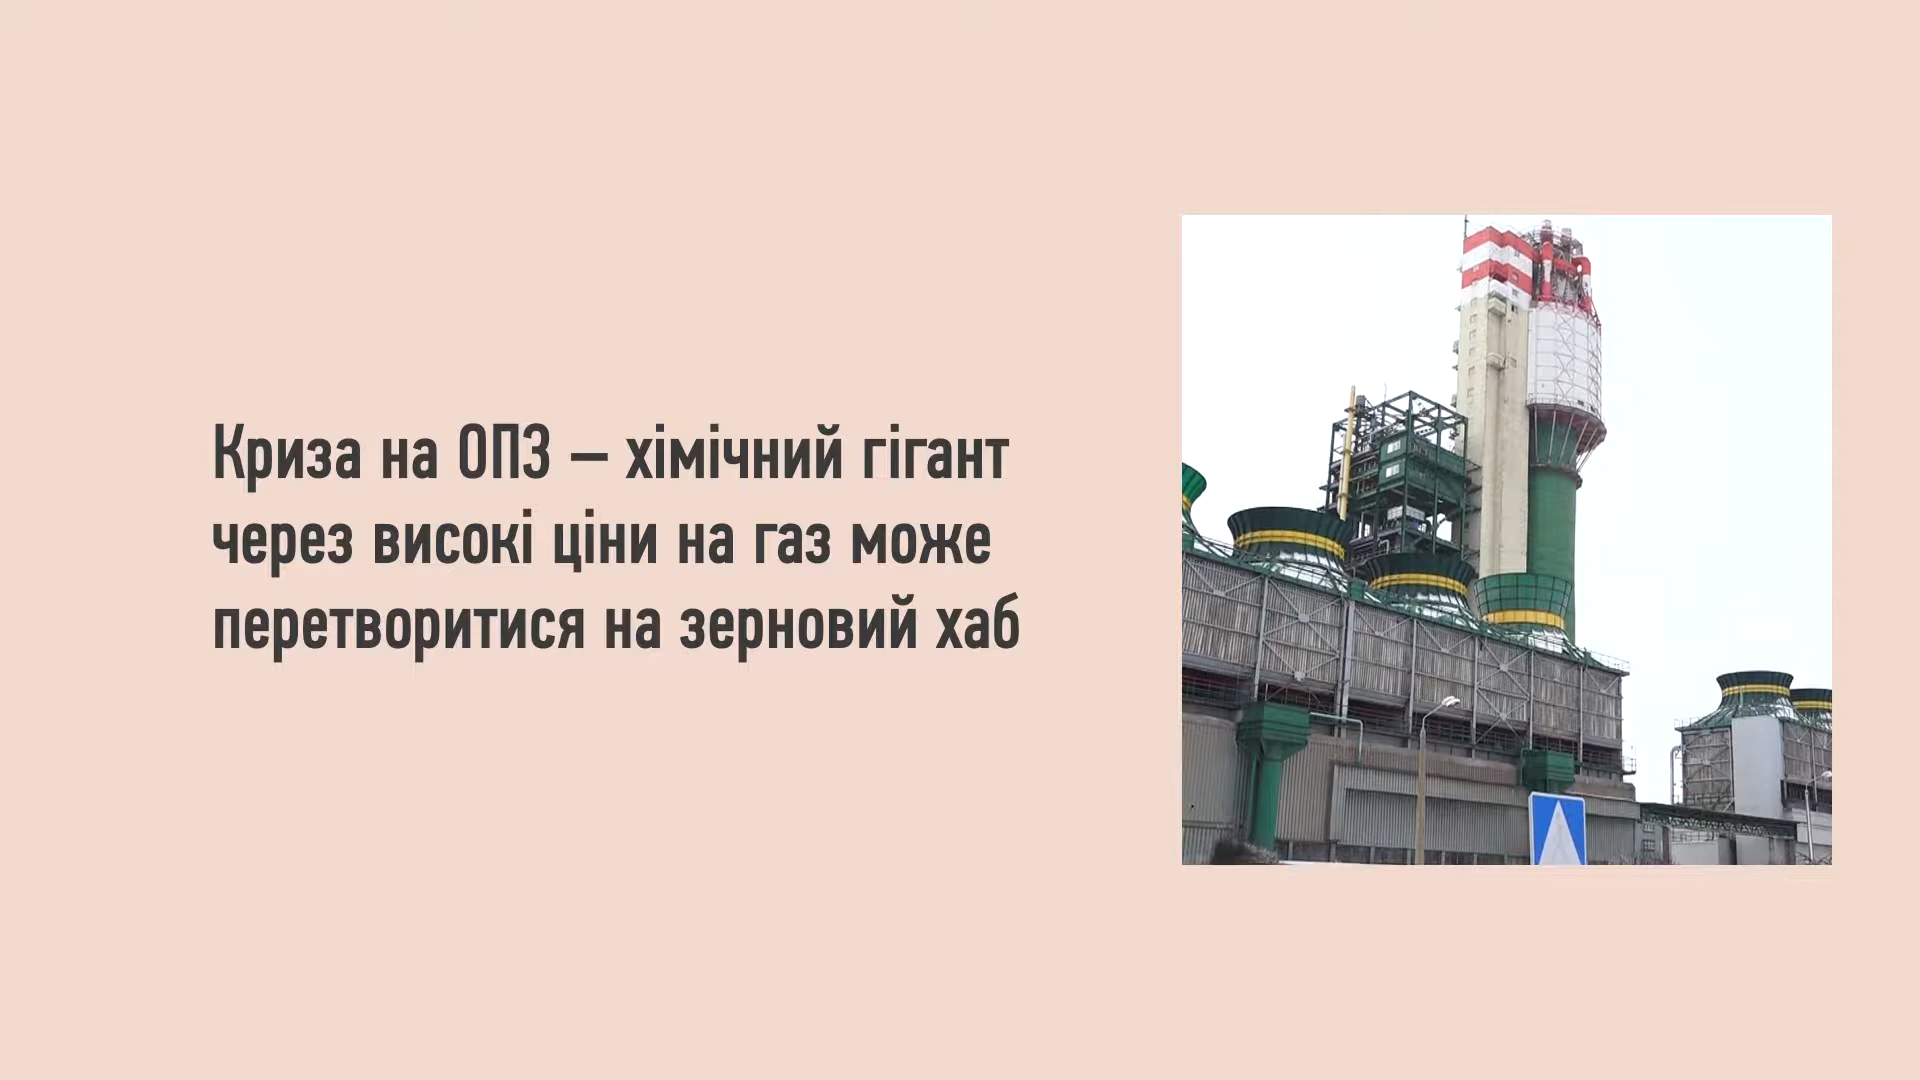 Криза на ОПЗ – хімічний гігант
через високі ціни на газ може
перетворитися на зерновий хаб